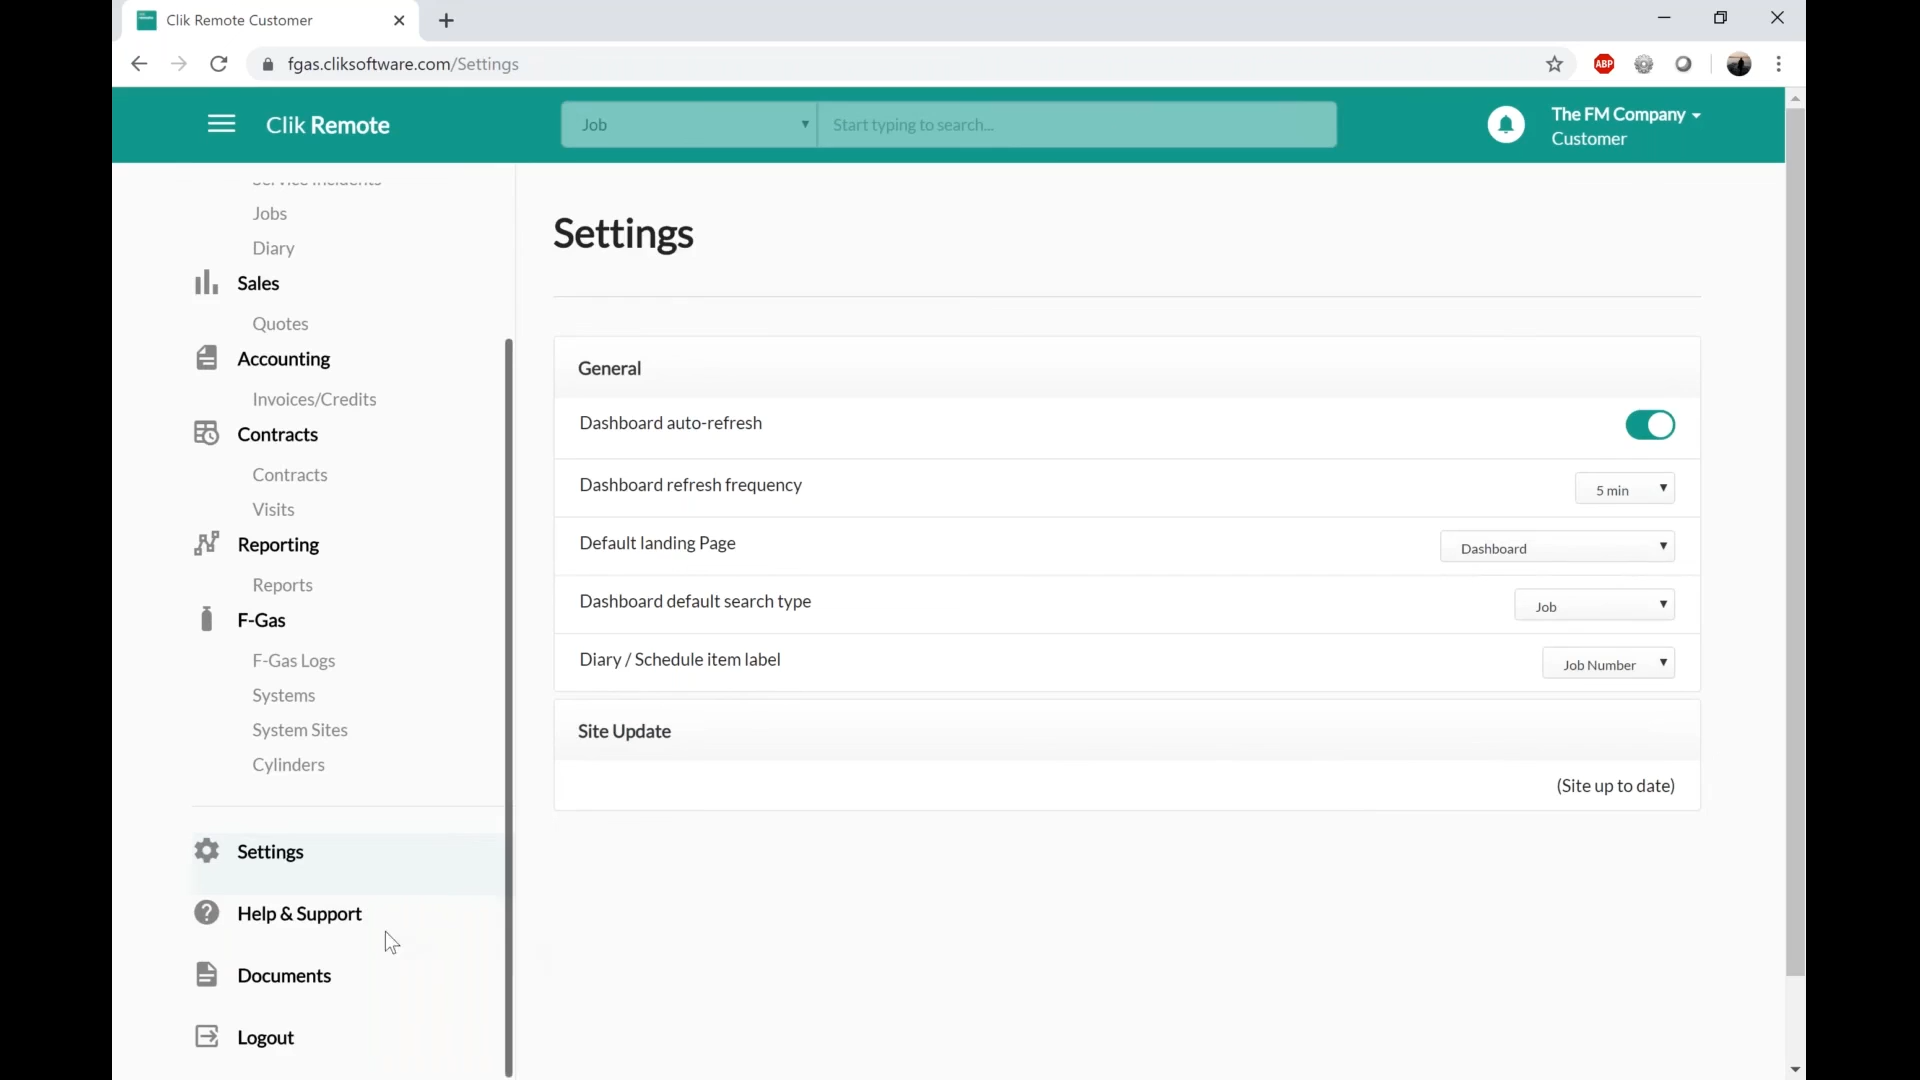 Clik Remote Customer
fgas.cliksoftware.com/Settings
ABP
Clik Remote
Job
Start typing to search...
The FM Company
Customer
Service Incidents
Jobs
Diary
Sales
Quotes
Accounting
Invoices/Credits
Contracts
Contracts
Visits
Reporting
Reports
F-Gas
F-Gas Logs
Systems
System Sites
Cylinders
Settings
Help & Support
Documents
Logout
Settings
General
Dashboard auto-refresh
Dashboard refresh frequency
5 min
Default landing Page
Dashboard
Dashboard default search type
Job
Diary / Schedule item label
Job Number
Site Update
(Site up to date)